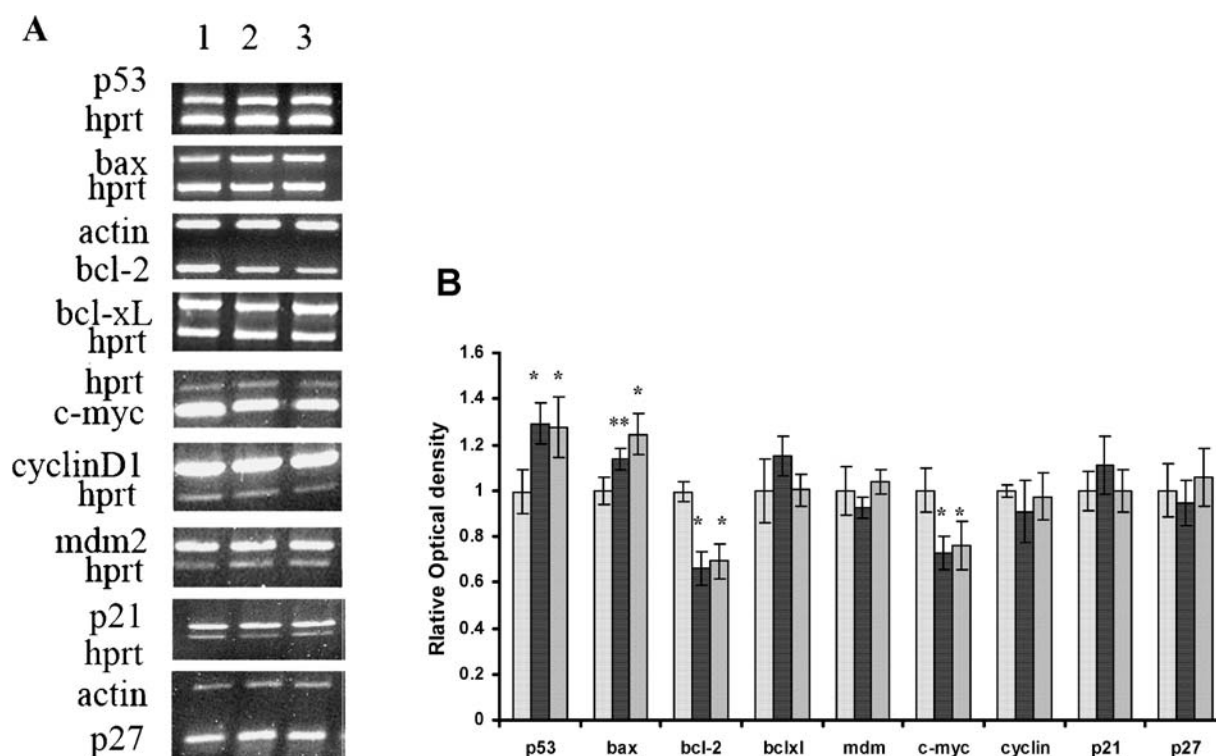 A
1 2 3
p53
hprt
bax
hprt
actin
bcl-2
bcl-xL
hprt
hprt
c-myc
cyclinD1
hprt
mdm2
hprt
p21
hprt
actin
p27
B
Rlative Optical density
1.6
1.4
1.2
1
0.8
0.6
0.4
0.2
0
* * ** * * * * *
p53 bax bcl-2 bclxl mdm c-myc cyclin p21 p27